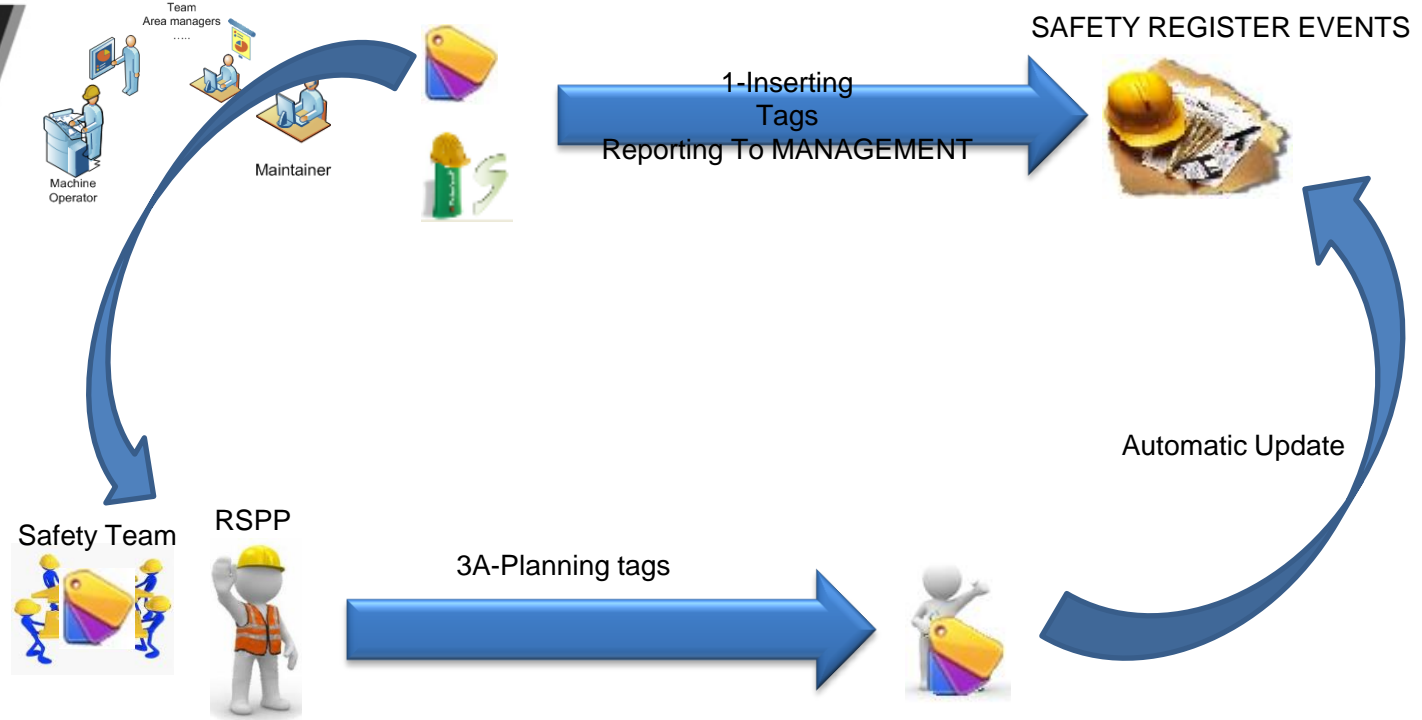 Team
Area managers
.....
SAFETY REGISTER EVENTS
1-Inserting
Tags
Reporting To MANAGEMENT
Maintainer
Machine
Operator
Automatic Update
Safety Team
RSPP
3A-Planning tags